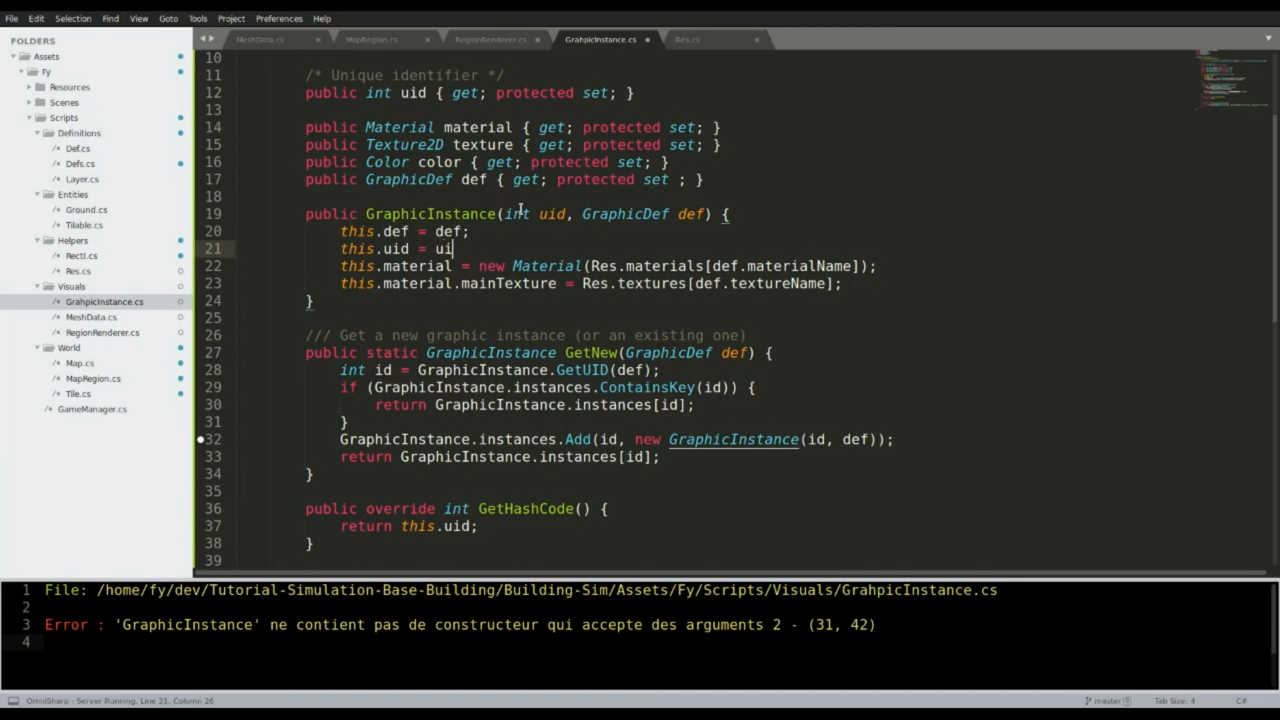 File Edit Selection Find View Goto Tools Project Preferences Help
FOLDERS
Assets
Fy
Resources
Scenes
Scripts
Definitions
/* Def.cs
/* Defs.cs
/* Layer.cs
Entities
/* Ground.cs
/* Tilable.cs
Helpers
/* RectI.cs
/* Res.cs
Visuals
/* GrahpicInstance.cs
/* MeshData.cs
/* RegionRenderer.cs
World
/* Map.cs
/* MapRegion.cs
/* Tile.cs
/* GameManager.cs
MeshData.cs × MapRegion.cs × RegionRenderer.cs GrahpicInstance.cs Res.cs ×
10
11 /* Unique identifier */
12 public int uid { get; protected set; }
13
14 public Material material { get; protected set; }
15 public Texture2D texture { get; protected set; }
16 public Color color { get; protected set; }
17 public GraphicDef def { get; protected set ; }
18
19 public GraphicInstance(int uid, GraphicDef def) {
20 this.def = def;
21 this.uid = ui
22 this.material = new Material(Res.materials[def.materialName]);
23 this.material.mainTexture = Res.textures[def.textureName];
24 }
25
26 /// Get a new graphic instance (or an existing one)
27 public static GraphicInstance GetNew(GraphicDef def) {
28 int id = GraphicInstance.GetUID(def);
29 if (GraphicInstance.instances.ContainsKey(id)) {
30 return GraphicInstance.instances[id];
31 }
32 GraphicInstance.instances.Add(id, new GraphicInstance(id, def));
33 return GraphicInstance.instances[id];
34 }
35
36 public override int GetHashCode() {
37 return this.uid;
38 }
39
1 File: /home/fy/dev/Tutorial-Simulation-Base-Building/Building-Sim/Assets/Fy/Scripts/Visuals/GrahpicInstance.cs
2
3 Error : 'GraphicInstance' ne contient pas de constructeur qui accepte des arguments 2 - (31, 42)
4
OmniSharp : Server Running, Line 21, Column 26 master Tab Size: 4 C#